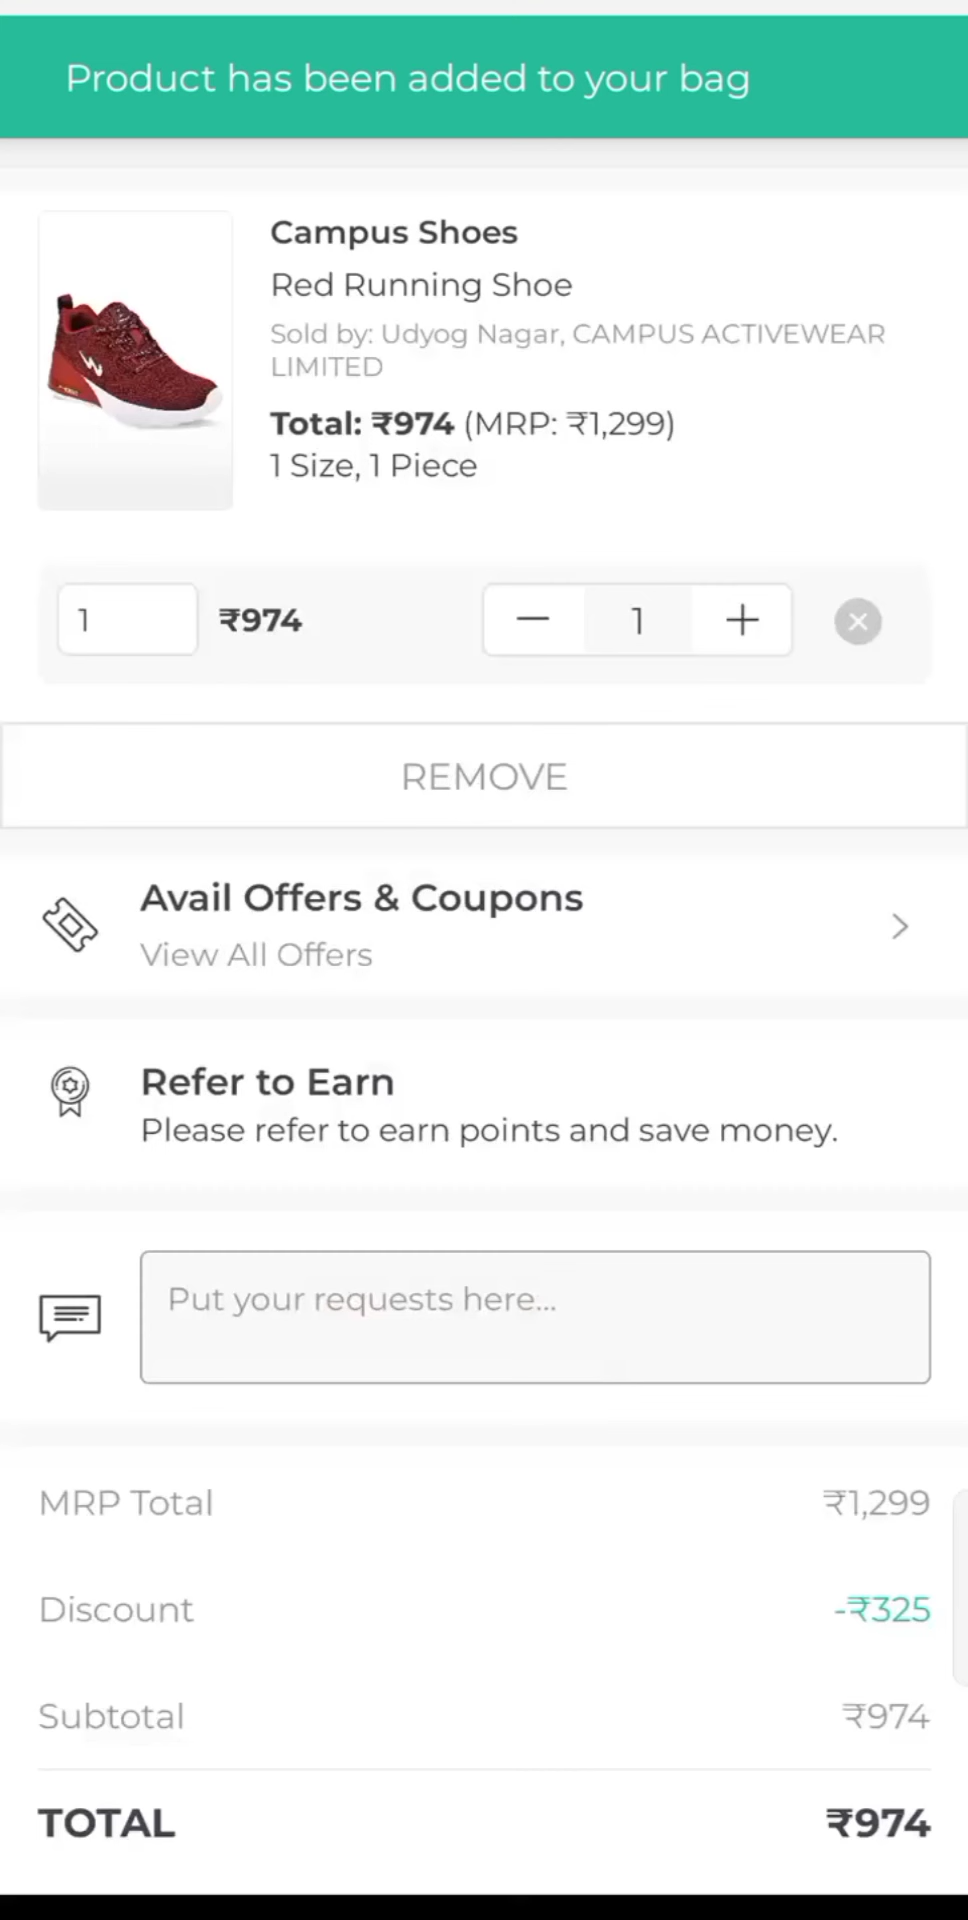 Product has been added to your bag
Campus Shoes
Red Running Shoe
Sold by: Udyog Nagar, CAMPUS ACTIVEWEAR
LIMITED
Total: ₹974 (MRP: ₹1,299)
1 Size, 1 Piece
1 ₹974 — 1 +
REMOVE
Avail Offers & Coupons
View All Offers
Refer to Earn
Please refer to earn points and save money.
Put your requests here...
MRP Total ₹1,299
Discount -₹325
Subtotal ₹974
TOTAL ₹974